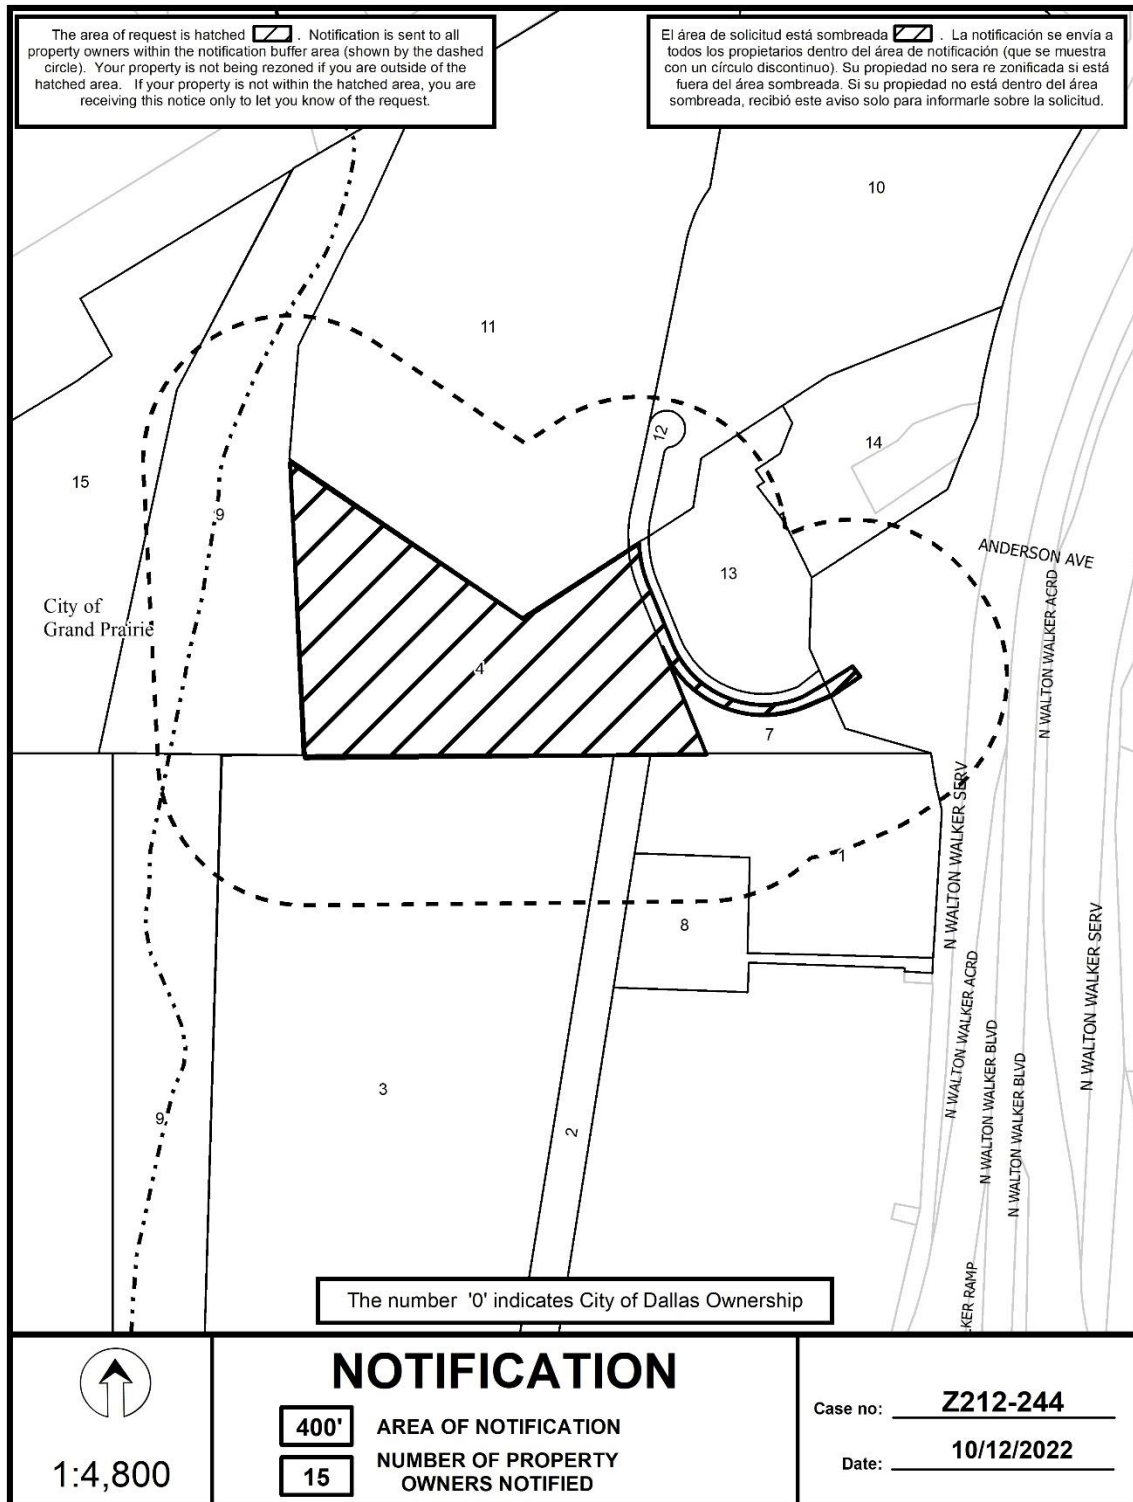 The area of request is hatched . Notification is sent to all
property owners within the notification buffer area (shown by the dashed
circle). Your property is not being rezoned if you are outside of the
hatched area. If your property is not within the hatched area, you are
receiving this notice only to let you know of the request.
El área de solicitud está sombreada . La notificación se envía a
todos los propietarios dentro del área de notificación (que se muestra
con un círculo discontinuo). Su propiedad no sera re zonificada si está
fuera del área sombreada. Si su propiedad no está dentro del área
sombreada, recibió este aviso solo para informarle sobre la solicitud.
10
11
12
14
15
9
13
ANDERSON AVE
City of
Grand Prairie
4
7
N WALTON WALKER ACRD
N WALTON WALKER SERV
1
8
N WALTON WALKER SERV
N WALTON WALKER ACRD
N WALTON WALKER BLVD
N WALTON WALKER BLVD
3
9
2
LKER RAMP
The number '0' indicates City of Dallas Ownership
1:4,800
NOTIFICATION
400' AREA OF NOTIFICATION
15 NUMBER OF PROPERTY
OWNERS NOTIFIED
Case no: Z212-244
Date: 10/12/2022